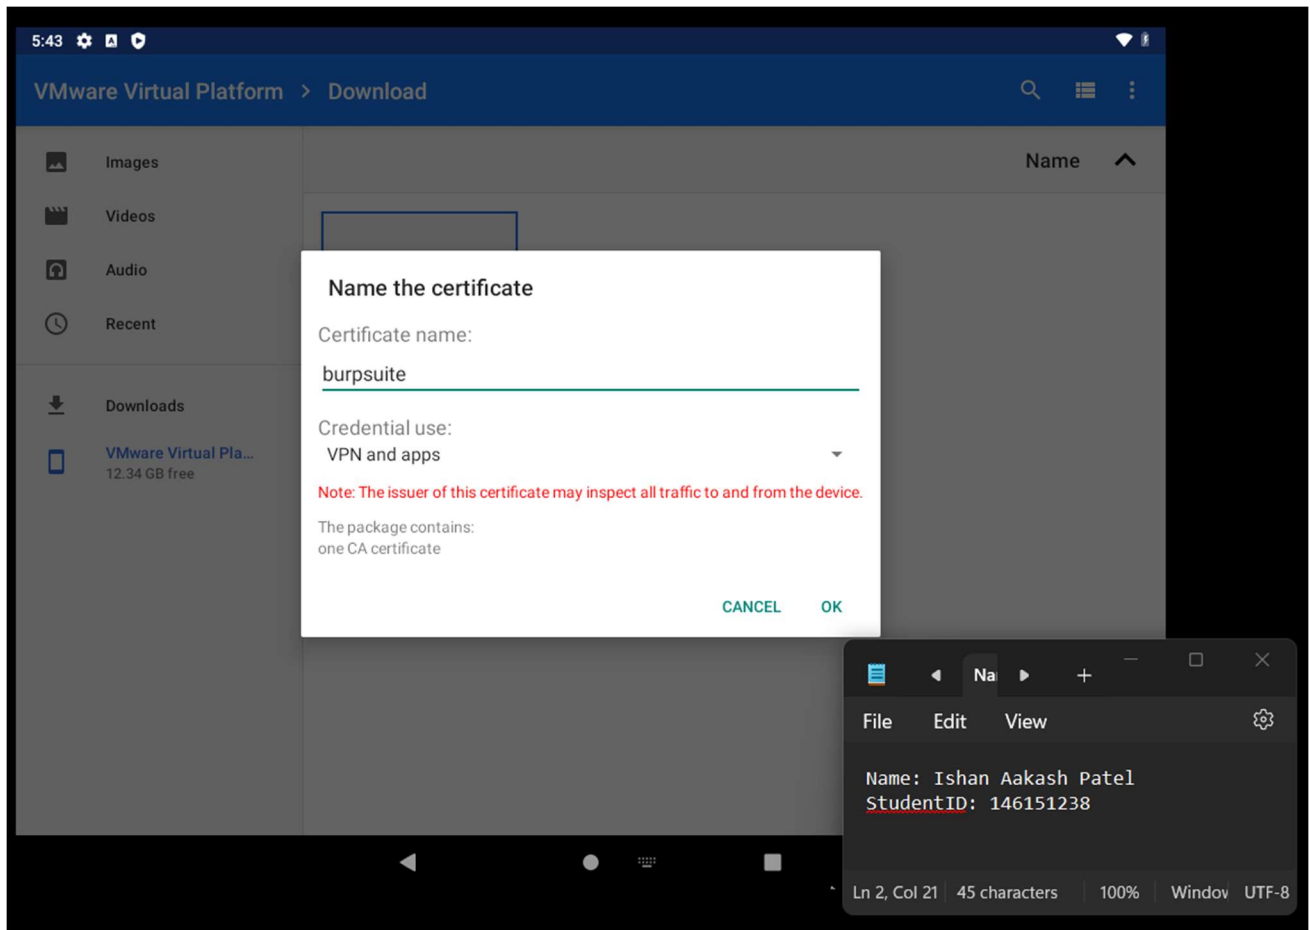 5:43
VMware Virtual Platform > Download
Images
Name
Videos
Audio
Recent
Downloads
VMware Virtual Pla...
12.34 GB free
Name the certificate
Certificate name:
burpsuite
Credential use:
VPN and apps
Note: The issuer of this certificate may inspect all traffic to and from the device.
The package contains:
one CA certificate
CANCEL OK
File Edit View
Name: Ishan Aakash Patel
StudentID: 146151238
Ln 2, Col 21 45 characters 100% UTF-8